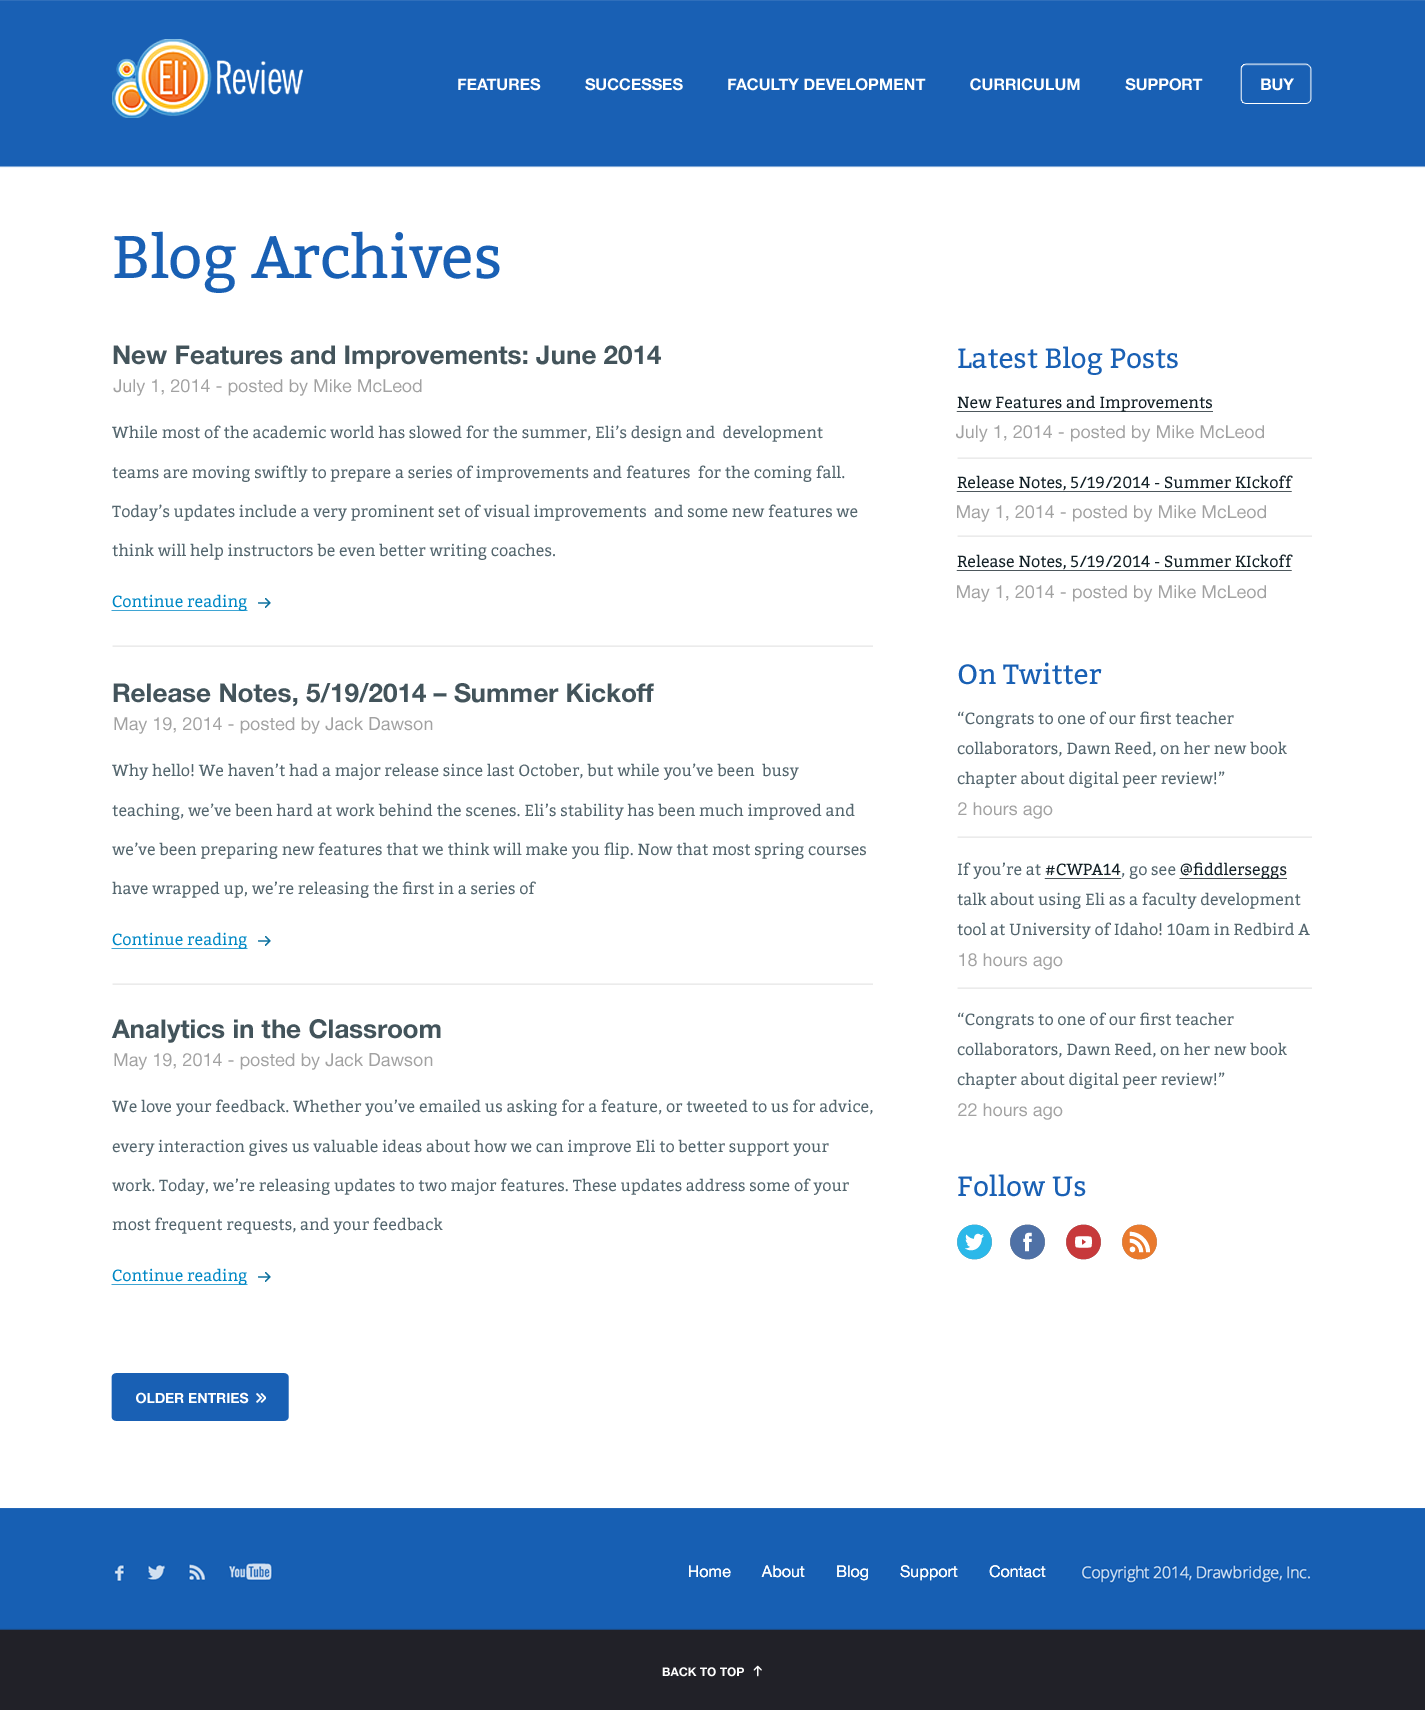 Eli Review
FEATURES SUCCESSES FACULTY DEVELOPMENT CURRICULUM SUPPORT BUY
Blog Archives
New Features and Improvements: June 2014
July 1, 2014 - posted by Mike McLeod
While most of the academic world has slowed for the summer, Eli’s design and development
teams are moving swiftly to prepare a series of improvements and features for the coming fall.
Today’s updates include a very prominent set of visual improvements and some new features we
think will help instructors be even better writing coaches.
Continue reading →
Release Notes, 5/19/2014 – Summer Kickoff
May 19, 2014 - posted by Jack Dawson
Why hello! We haven’t had a major release since last October, but while you’ve been busy
teaching, we’ve been hard at work behind the scenes. Eli’s stability has been much improved and
we’ve been preparing new features that we think will make you flip. Now that most spring courses
have wrapped up, we’re releasing the first in a series of
Continue reading →
Analytics in the Classroom
May 19, 2014 - posted by Jack Dawson
We love your feedback. Whether you’ve emailed us asking for a feature, or tweeted to us for advice,
every interaction gives us valuable ideas about how we can improve Eli to better support your
work. Today, we’re releasing updates to two major features. These updates address some of your
most frequent requests, and your feedback
Continue reading →
OLDER ENTRIES »
Latest Blog Posts
New Features and Improvements
July 1, 2014 - posted by Mike McLeod
Release Notes, 5/19/2014 - Summer KIckoff
May 1, 2014 - posted by Mike McLeod
Release Notes, 5/19/2014 - Summer KIckoff
May 1, 2014 - posted by Mike McLeod
On Twitter
“Congrats to one of our first teacher
collaborators, Dawn Reed, on her new book
chapter about digital peer review!”
2 hours ago
If you’re at #CWPA14, go see @fiddlerseggs
talk about using Eli as a faculty development
tool at University of Idaho! 10am in Redbird A
18 hours ago
“Congrats to one of our first teacher
collaborators, Dawn Reed, on her new book
chapter about digital peer review!”
22 hours ago
Follow Us
YouTube
Home About Blog Support Contact Copyright 2014, Drawbridge, Inc.
BACK TO TOP ↑